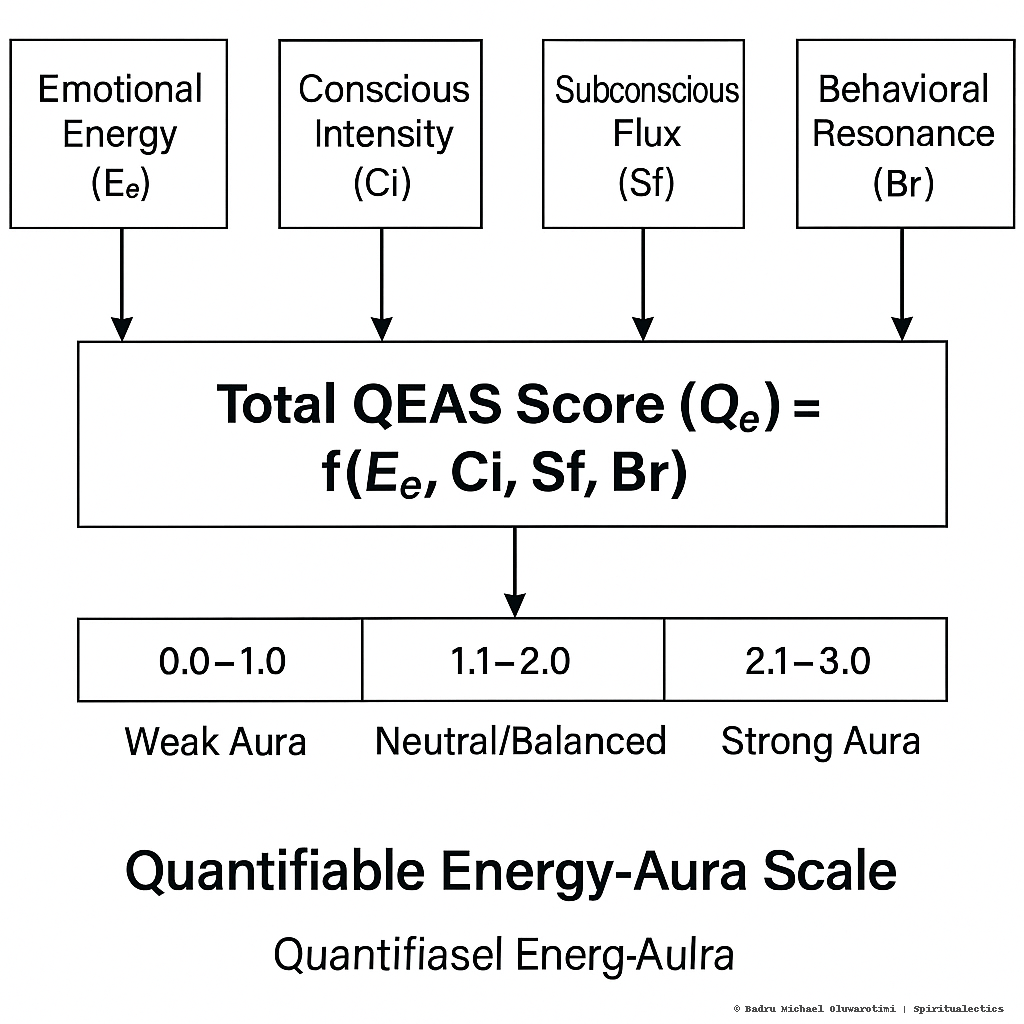 Emotional
Energy
(Ee)
Conscious
Intensity
(Ci)
Subconscious
Flux
(Sf)
Behavioral
Resonance
(Br)
Total QEAS Score (Qe) =
f(Ee, Ci, Sf, Br)
0.0–1.0
1.1–2.0
2.1–3.0
Weak Aura
Neutral/Balanced
Strong Aura
Quantifiable Energy-Aura Scale
Quantifiasel Energ-Aulra
© Badru Michael Oluwarotimi | Spiritualectics